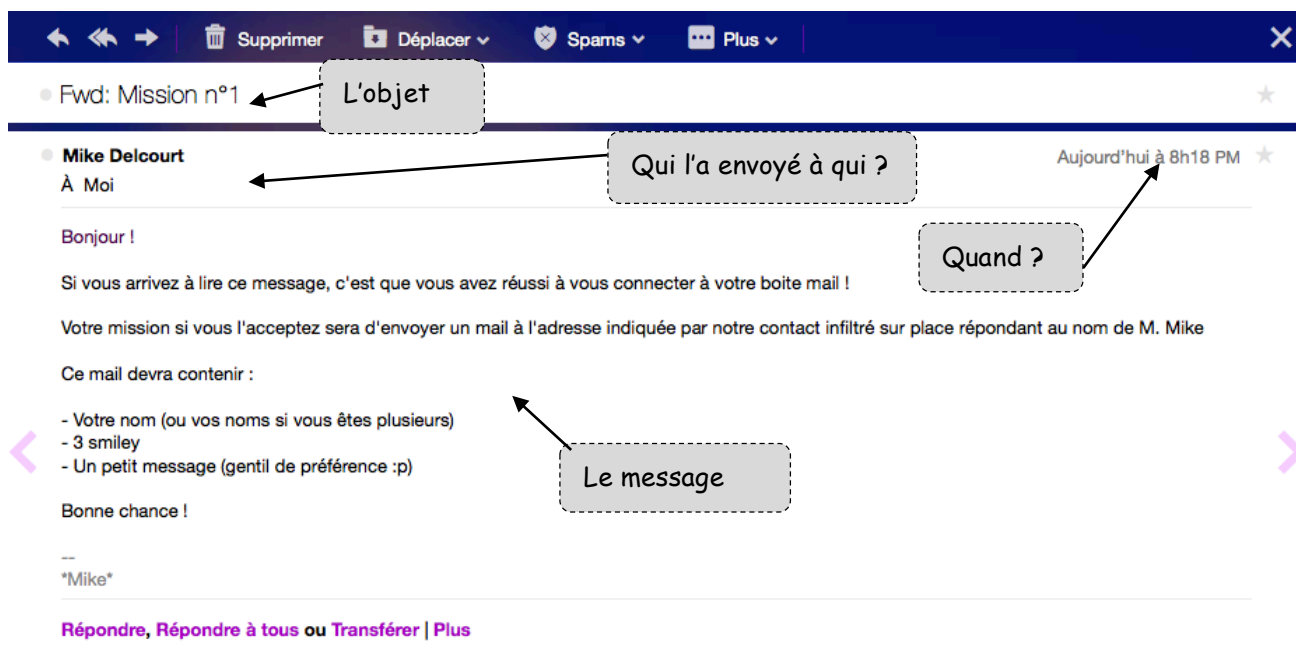 Supprimer Déplacer Spams Plus
Fwd: Mission n°1
L'objet
Mike Delcourt
À Moi
Qui l'a envoyé à qui ?
Aujourd'hui à 8h18 PM
Quand ?
Bonjour !
Si vous arrivez à lire ce message, c'est que vous avez réussi à vous connecter à votre boite mail !
Votre mission si vous l'acceptez sera d'envoyer un mail à l'adresse indiquée par notre contact infiltré sur place répondant au nom de M. Mike
Ce mail devra contenir :
- Votre nom (ou vos noms si vous êtes plusieurs)
- 3 smiley
- Un petit message (gentil de préférence :p)
Le message
Bonne chance !
--
*Mike*
Répondre, Répondre à tous ou Transférer | Plus